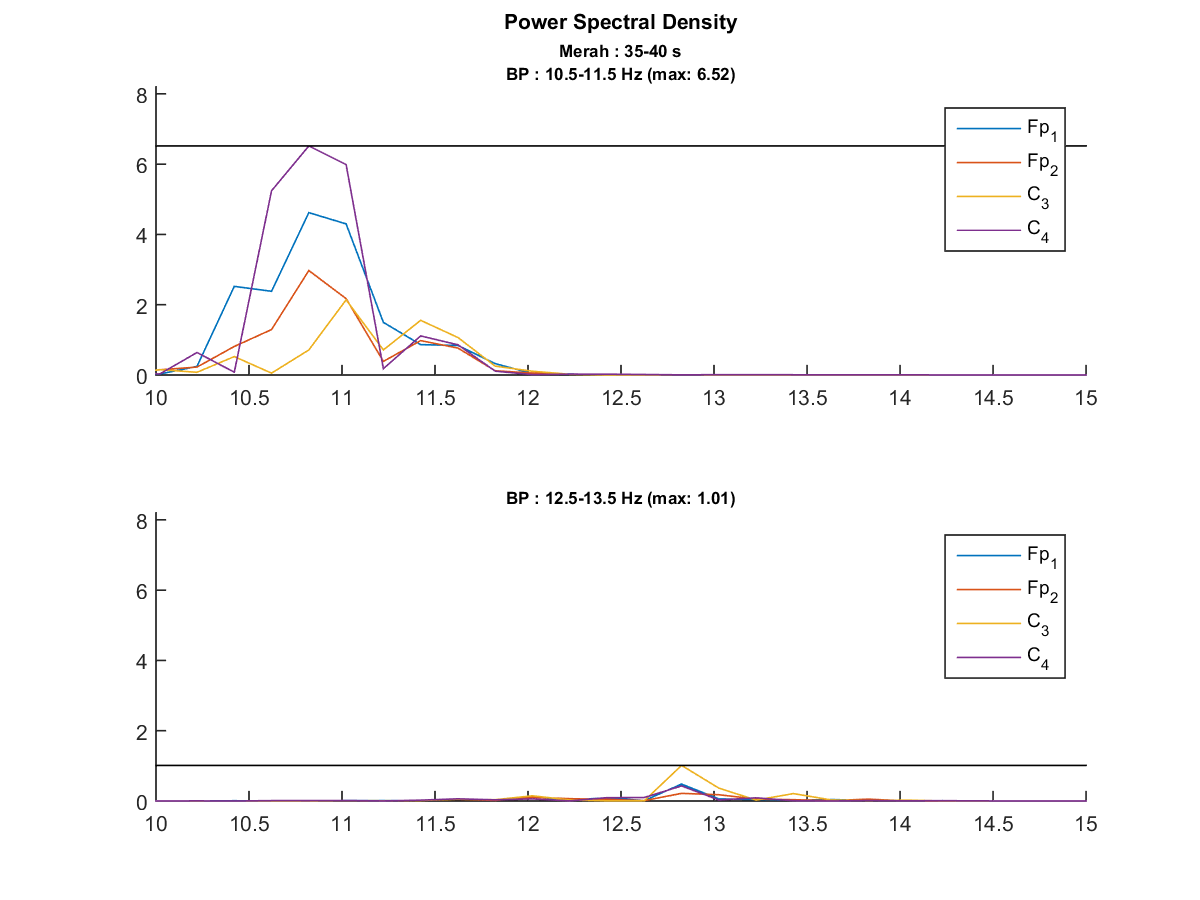 Power Spectral Density
Merah : 35-40 s
BP : 10.5-11.5 Hz (max: 6.52)
8
6
4
2
0
10 10.5 11 11.5 12 12.5 13 13.5 14 14.5 15
Fp1
Fp2
C3
C4
BP : 12.5-13.5 Hz (max: 1.01)
8
6
4
2
0
10 10.5 11 11.5 12 12.5 13 13.5 14 14.5 15
Fp1
Fp2
C3
C4